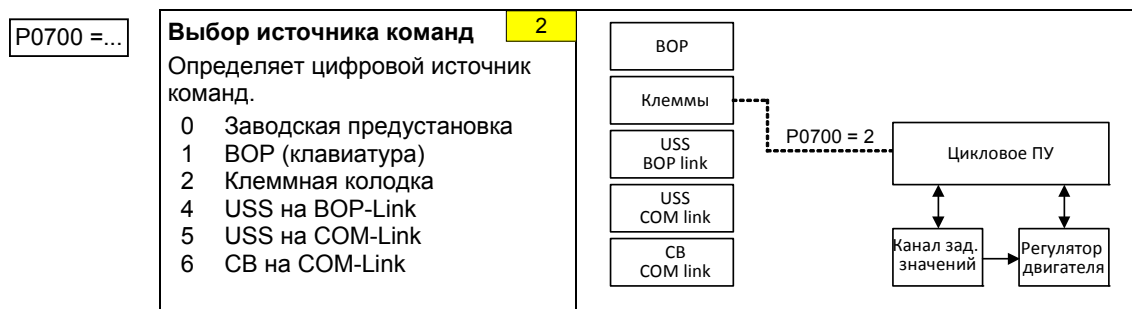 P0700 =...
Выбор источника команд
2
Определяет цифровой источник
команд.
0 Заводская предустановка
1 BOP (клавиатура)
2 Клеммная колодка
4 USS на BOP-Link
5 USS на COM-Link
6 CB на COM-Link
BOP
Клеммы
USS
BOP link
USS
COM link
CB
COM link
P0700 = 2
Цикловое ПУ
Канал зад.
значений
Регулятор
двигателя